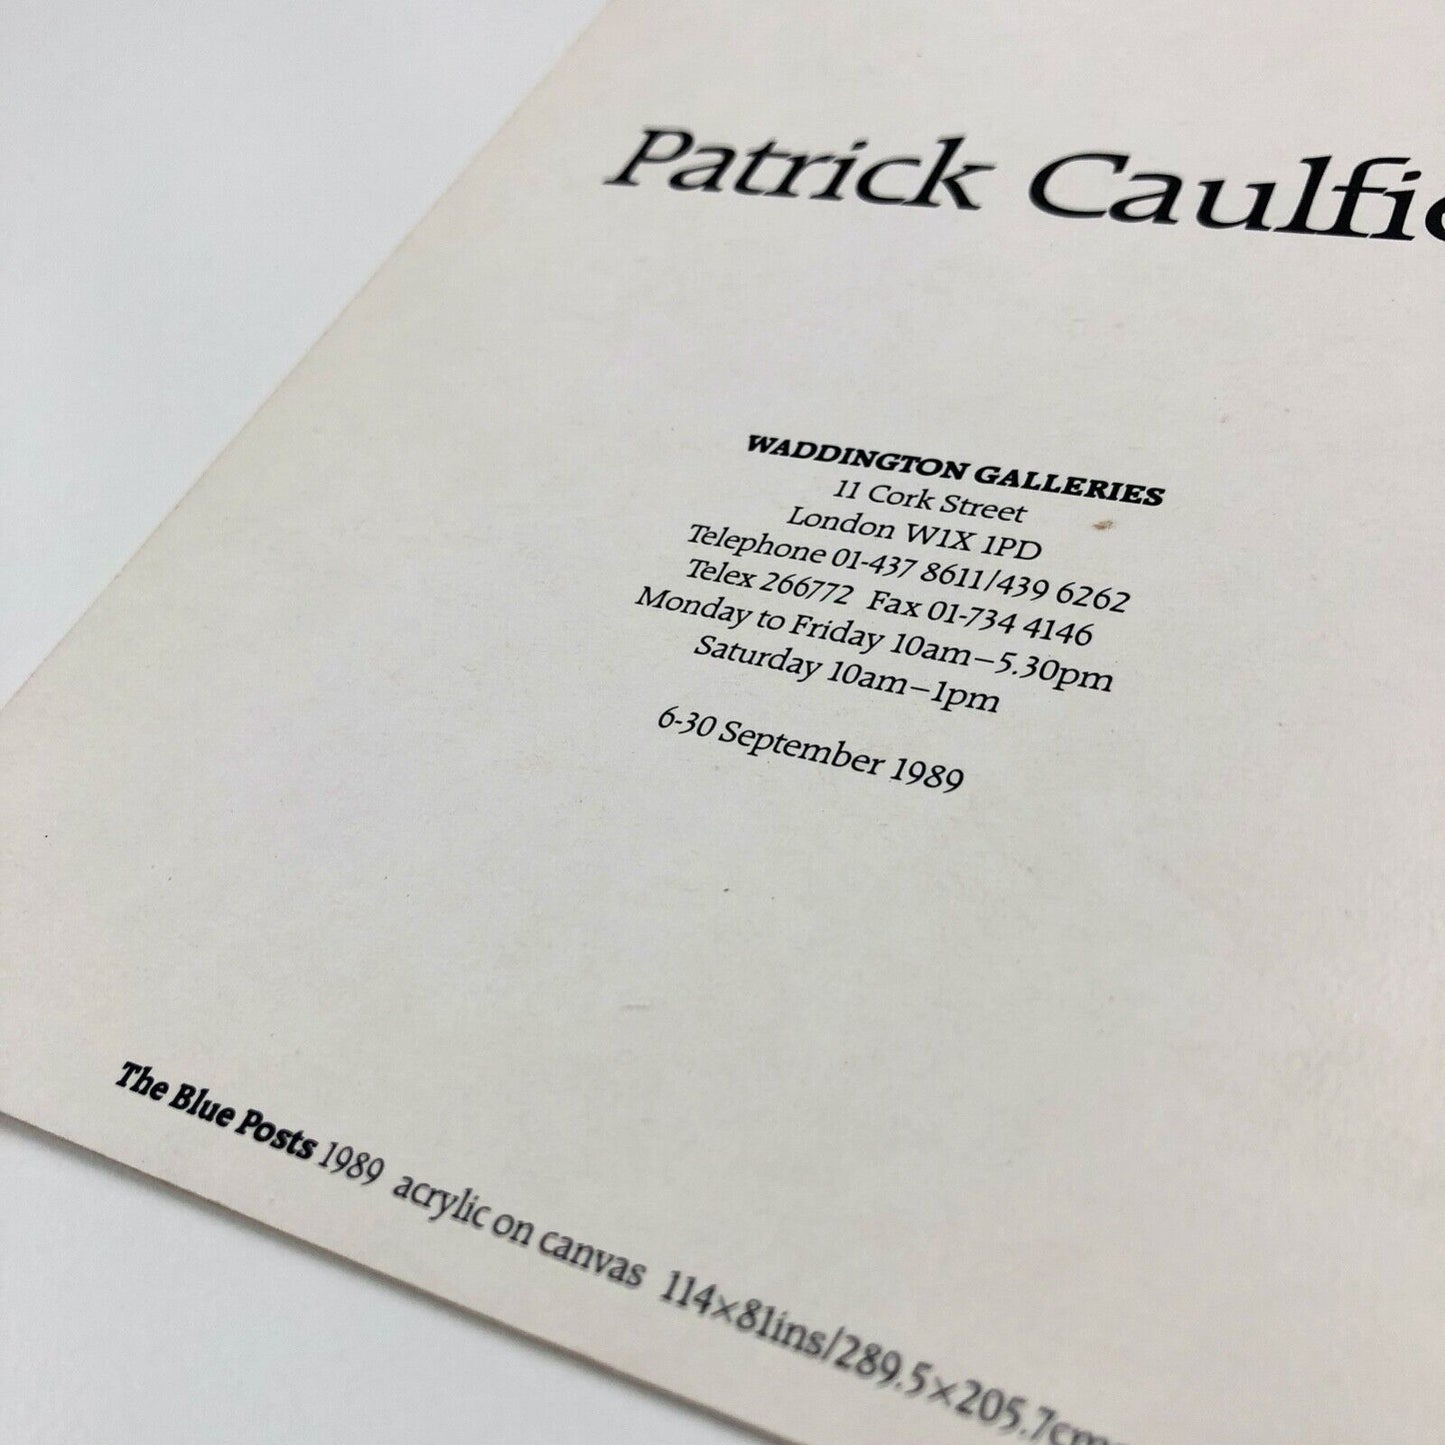 Patrick Caulfie
WADDINGTON GALLERIES
11 Cork Street
London W1X 1PD
Telephone 01-437 8611/439 6262
Telex 266772 Fax 01-734 4146
Monday to Friday 10am–5.30pm
Saturday 10am–1pm
6-30 September 1989
The Blue Posts 1989 acrylic on canvas 114×81ins/289.5×205.7cms